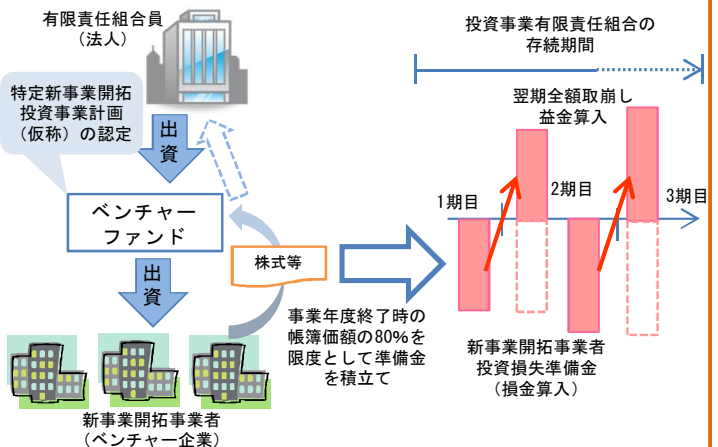 有限責任組合員
（法人）
特定新事業開拓
投資事業計画
（仮称）の認定
出
資
ベンチャー
ファンド
出
資
株式等
新事業開拓事業者
（ベンチャー企業）
事業年度終了時の
帳簿価額の80%を
限度として準備金
を積立て
投資事業有限責任組合の
存続期間
翌期全額取崩し
益金算入
1期目
2期目
3期目
新事業開拓事業者
投資損失準備金
（損金算入）